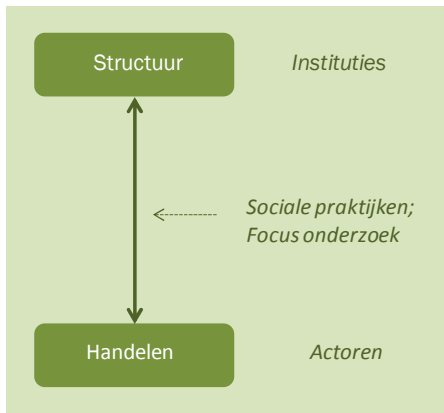 Structuur
Instituties
Sociale praktijken;
Focus onderzoek
Handelen
Actoren